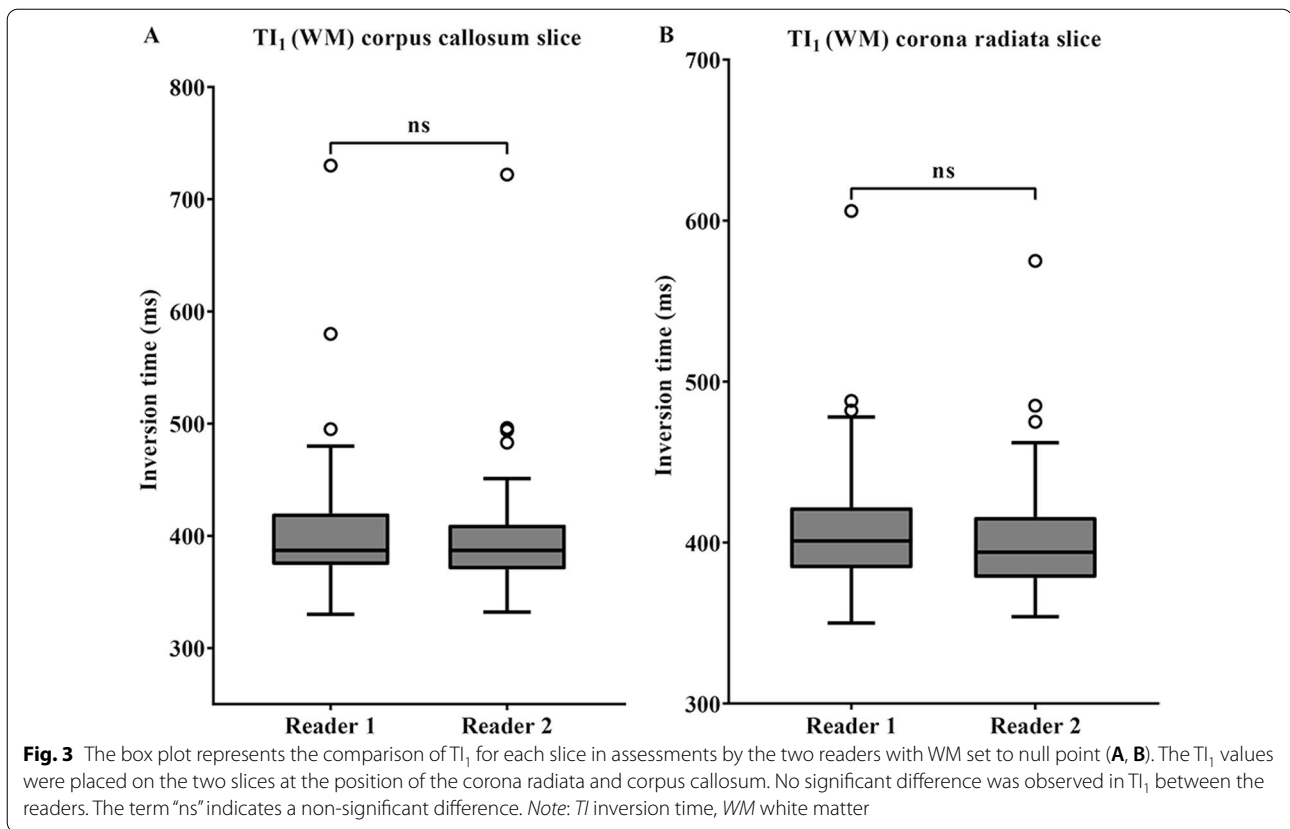 A
TI₁ (WM) corpus callosum slice
800
700
600
500
400
300
Inversion time (ms)
ns
Reader 1
Reader 2
B
TI₁ (WM) corona radiata slice
700
600
500
400
300
Inversion time (ms)
ns
Reader 1
Reader 2
Fig. 3 The box plot represents the comparison of TI₁ for each slice in assessments by the two readers with WM set to null point (A, B). The TI₁ values
were placed on the two slices at the position of the corona radiata and corpus callosum. No significant difference was observed in TI₁ between the
readers. The term “ns” indicates a non-significant difference. Note: TI inversion time, WM white matter